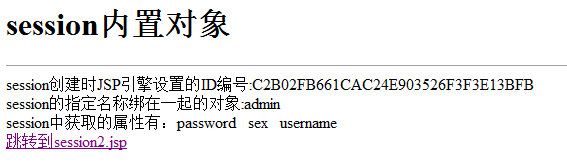 session内置对象
session创建时JSP引擎设置的ID编号:C2B02FB661CAC24E903526F3F3E13BFB
session的指定名称绑在一起的对象:admin
session中获取的属性有：password sex username
跳转到session2.jsp